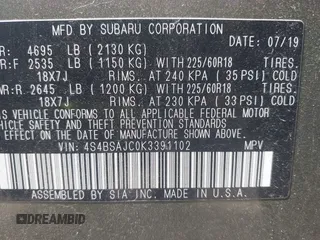 MFD BY: SUBARU CORPORATION DATE: 07/19
R: 4695 LB (2130 KG)
R:F 2535 LB (1150 KG) WITH 225/60R18 TIRES.
18X7J RIMS. AT 240 KPA (35 PSI) COLD
R: 2645 LB (1200 KG) WITH 225/60R18 TIRES.
18X7J RIMS. AT 230 KPA (33 PSI) COLD
THIS VEHICLE CONFORMS TO ALL APPLICABLE FEDERAL MOTOR
SAFETY, BUMPER AND THEFT PREVENTION STANDARDS
EFFECT ON THE DATE OF MANUFACTURE SHOWN ABOVE.
VIN: 4S4BSAJC0K3391102 MPV
ASSEMBLED BY SIA INC. MADE IN U.S.A.
DREAMBID